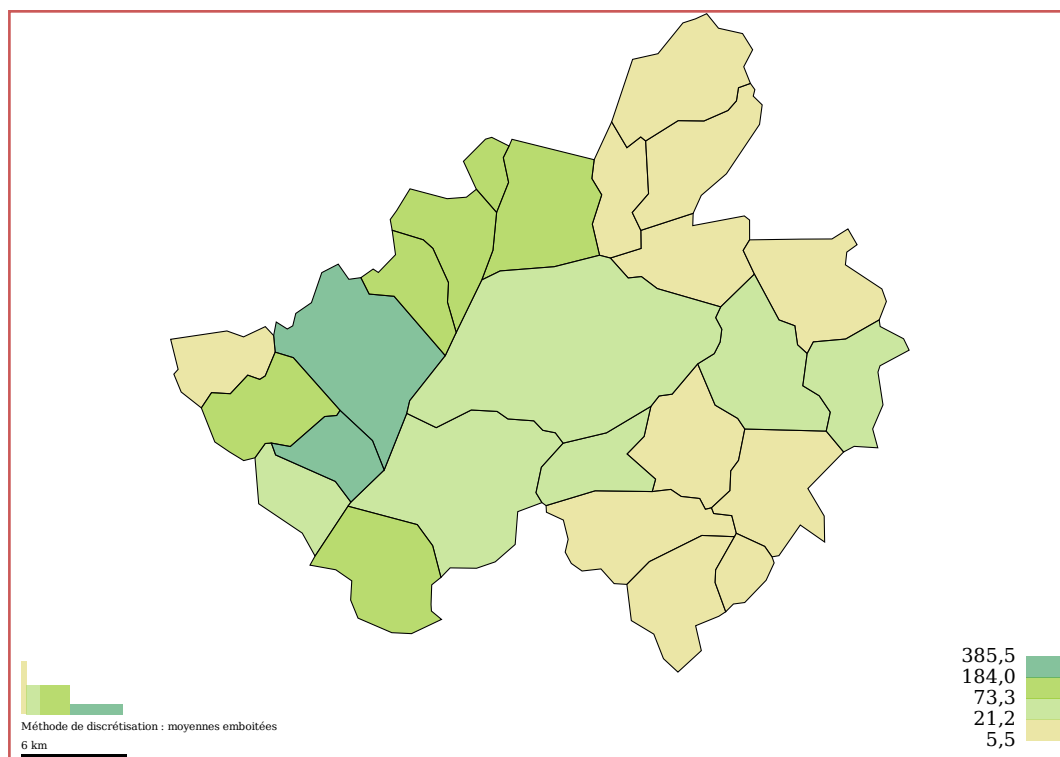 385,5
184,0
73,3
21,2
5,5
Méthode de discrétisation : moyennes emboitées
6 km